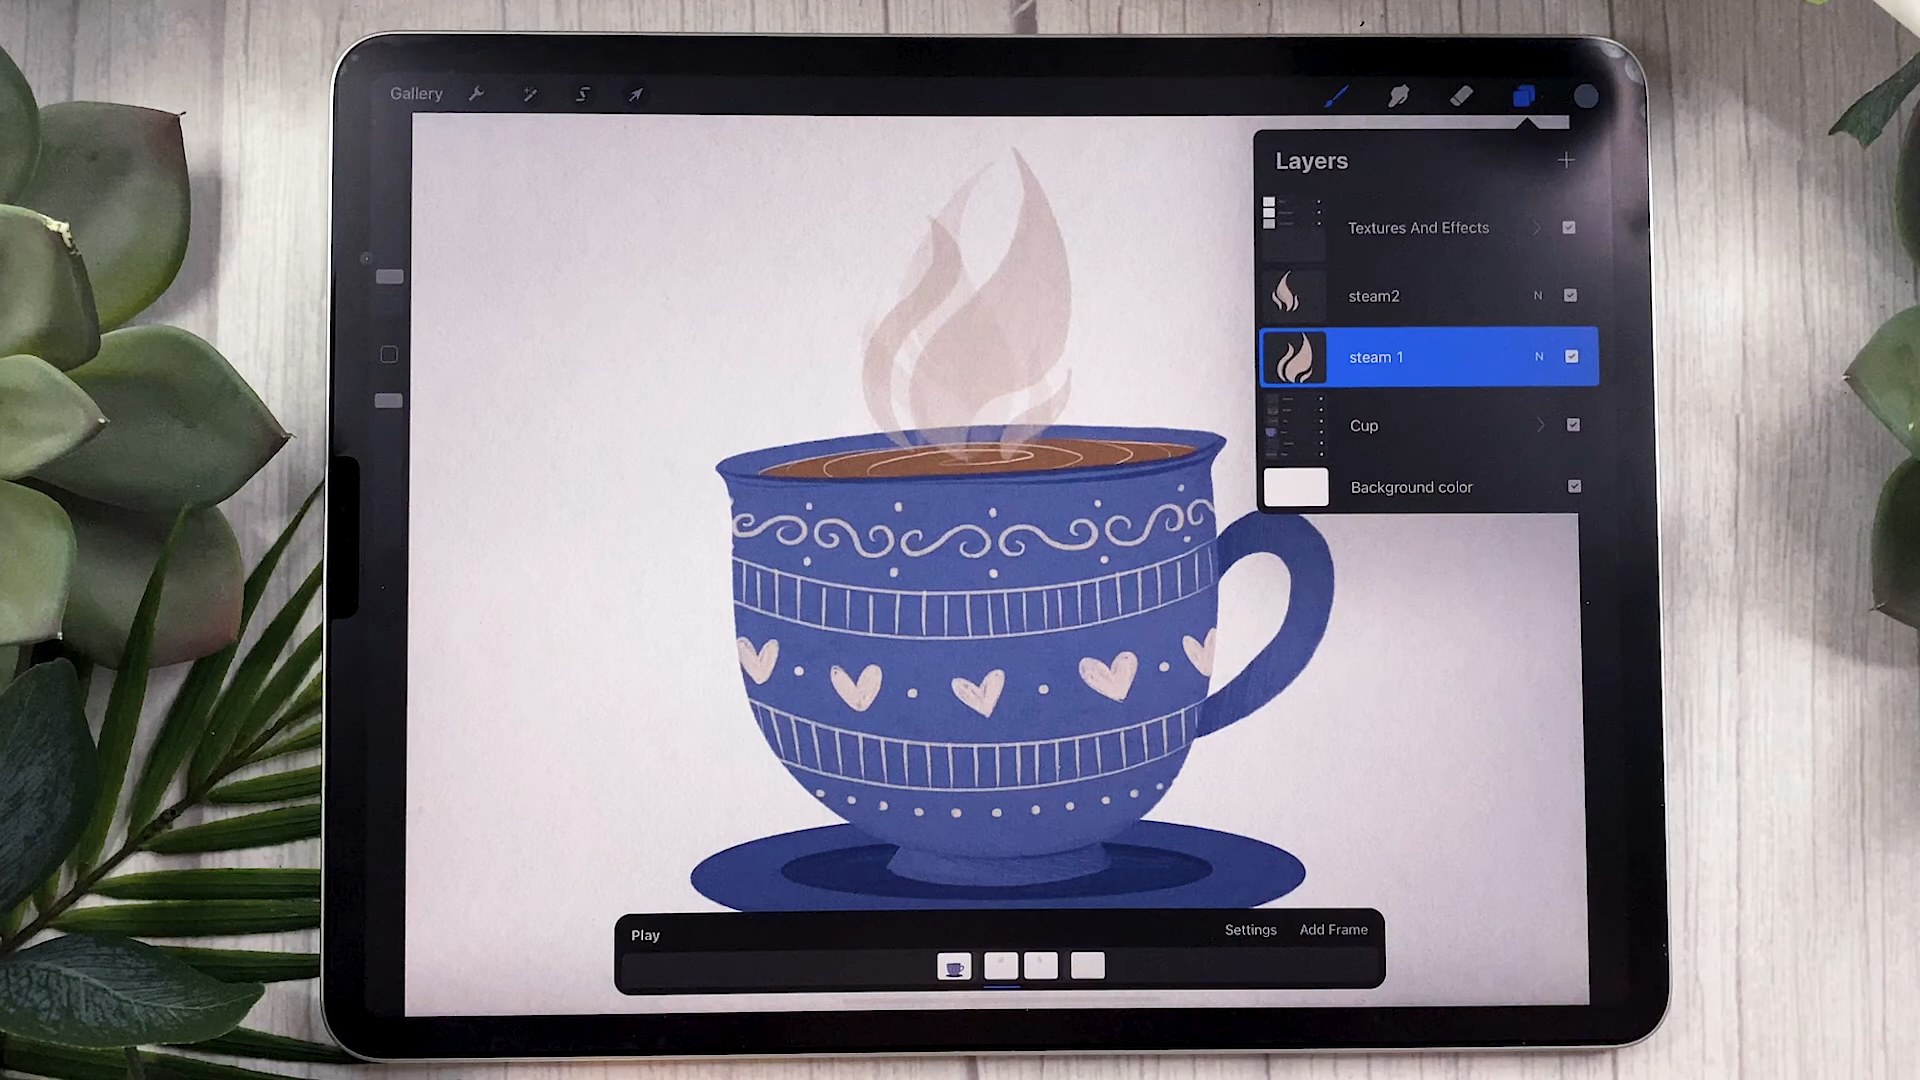 Gallery
Layers
Textures And Effects
steam2 N
steam 1 N
Cup
Background color
Play
Settings Add Frame